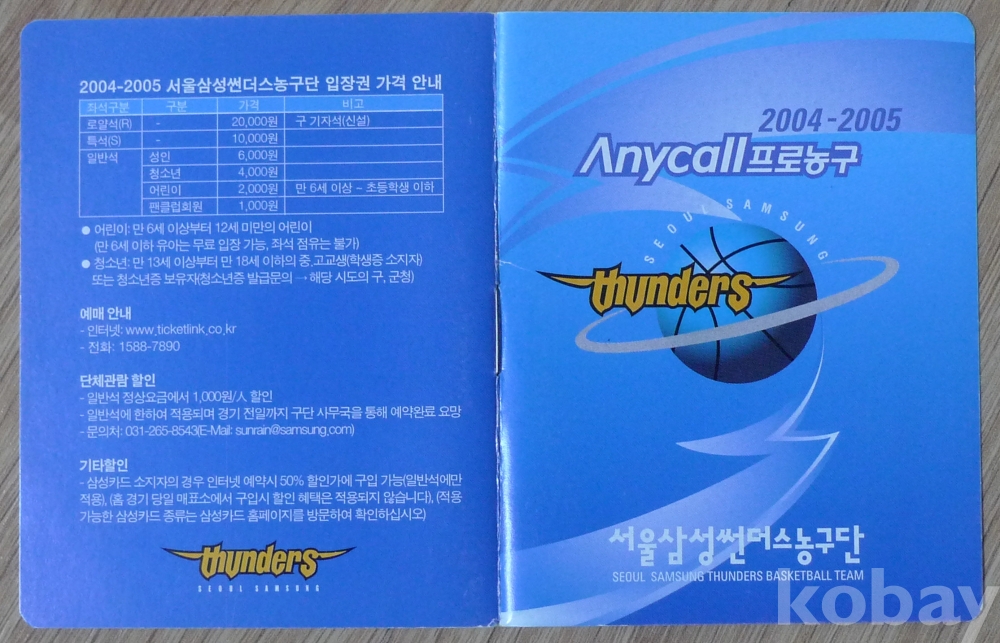 2004-2005 서울삼성썬더스농구단 입장권 가격 안내
좌석구분 구분 가격 비고
로얄석(R) - 20,000원 구 기자석(신설)
특석(S) - 10,000원
일반석 성인 6,000원
청소년 4,000원
어린이 2,000원 만 6세 이상 ~ 초등학생 이하
팬클럽회원 1,000원
● 어린이: 만 6세 이상부터 12세 미만의 어린이
(만 6세 이하 유아는 무료 입장 가능, 좌석 점유는 불가)
● 청소년: 만 13세 이상부터 만 18세 이하의 중.고교생(학생증 소지자)
또는 청소년증 보유자(청소년증 발급문의 → 해당 시도의 구, 군청)
예매 안내
- 인터넷: www.ticketlink.co.kr
- 전화: 1588-7890
단체관람 할인
- 일반석 정상요금에서 1,000원/人 할인
- 일반석에 한하여 적용되며 경기 전일까지 구단 사무국을 통해 예약완료 요망
- 문의처: 031-265-8543(E-Mail: sunrain@samsung.com)
기타할인
- 삼성카드 소지자의 경우 인터넷 예약시 50% 할인가에 구입 가능(일반석에만
적용), (홈 경기 당일 매표소에서 구입시 할인 혜택은 적용되지 않습니다), (적용
가능한 삼성카드 종류는 삼성카드 홈페이지를 방문하여 확인하십시오)
thunders
SEOUL SAMSUNG
2004-2005
Anycall프로농구
SEOUL SAMSUNG
thunders
서울삼성썬더스농구단
SEOUL SAMSUNG THUNDERS BASKETBALL TEAM
kobay